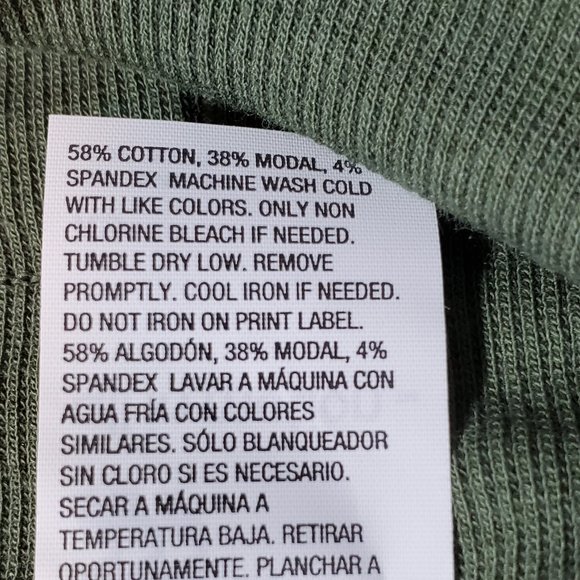 58% COTTON, 38% MODAL, 4%
SPANDEX MACHINE WASH COLD
WITH LIKE COLORS. ONLY NON
CHLORINE BLEACH IF NEEDED.
TUMBLE DRY LOW. REMOVE
PROMPTLY. COOL IRON IF NEEDED.
DO NOT IRON ON PRINT LABEL.
58% ALGODÓN, 38% MODAL, 4%
SPANDEX LAVAR A MÁQUINA CON
AGUA FRÍA CON COLORES
SIMILARES. SÓLO BLANQUEADOR
SIN CLORO SI ES NECESARIO.
SECAR A MÁQUINA A
TEMPERATURA BAJA. RETIRAR
OPORTUNAMENTE. PLANCHAR A